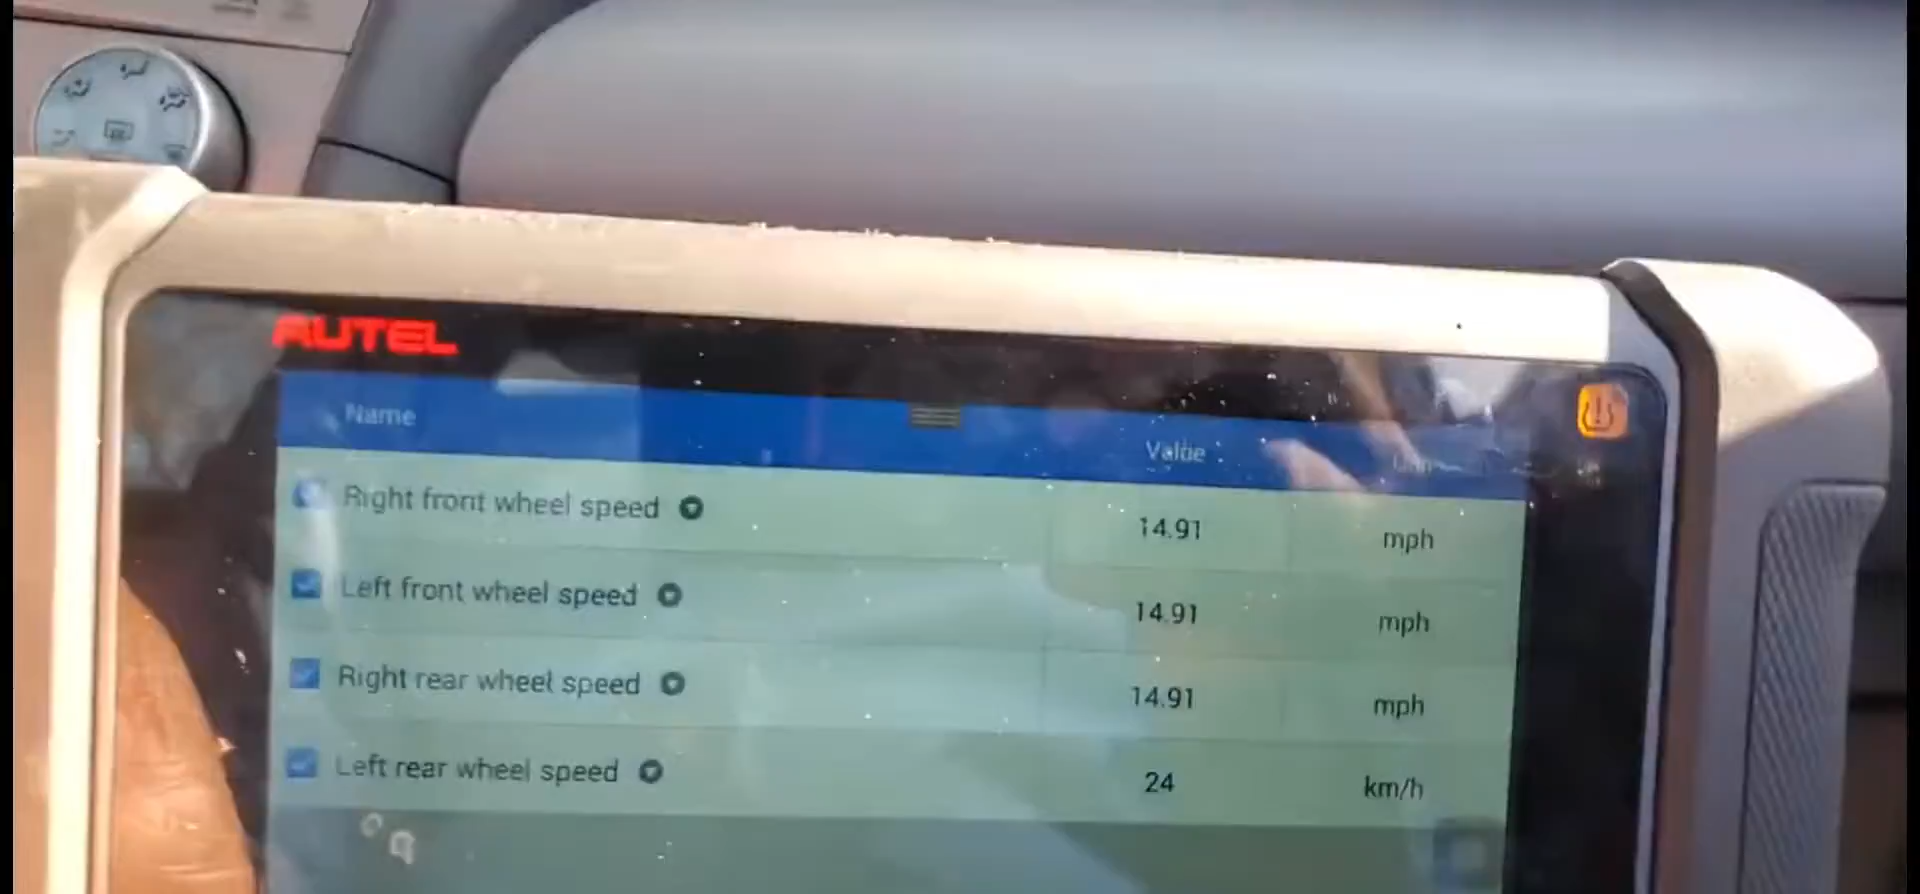 AUTEL
Name Value
Right front wheel speed 14.91 mph
Left front wheel speed 14.91 mph
Right rear wheel speed 14.91 mph
Left rear wheel speed 24 km/h